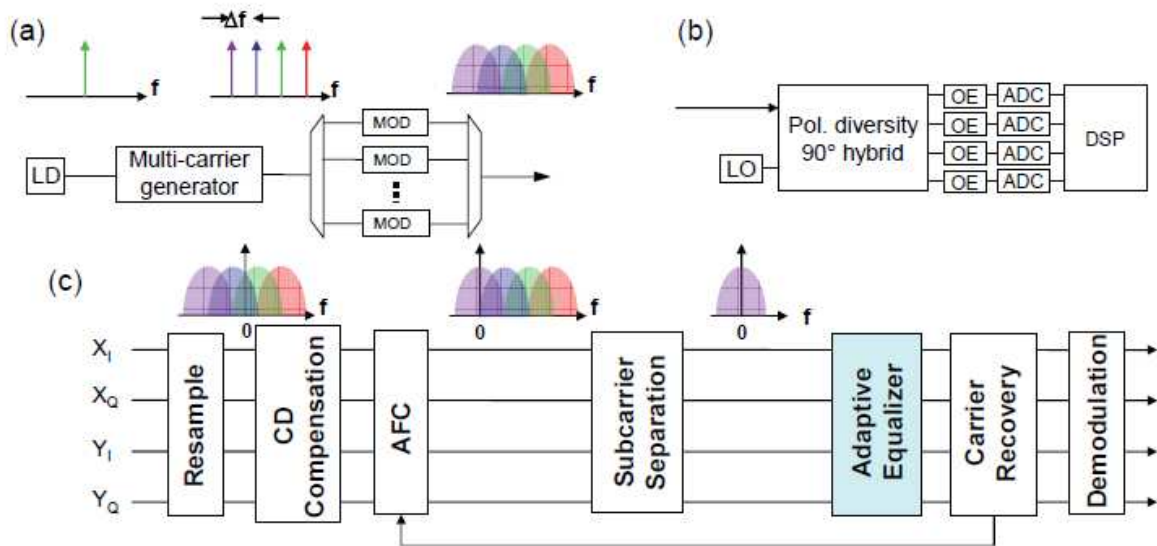 (a)
Δf
f
f
f
LD
Multi-carrier
generator
MOD
MOD
MOD
(b)
Pol. diversity
90° hybrid
LO
OE
ADC
OE
ADC
OE
ADC
OE
ADC
DSP
(c)
f
0
f
0
f
0
X_I
X_Q
Y_I
Y_Q
Resample
CD
Compensation
AFC
Subcarrier
Separation
Adaptive
Equalizer
Carrier
Recovery
Demodulation